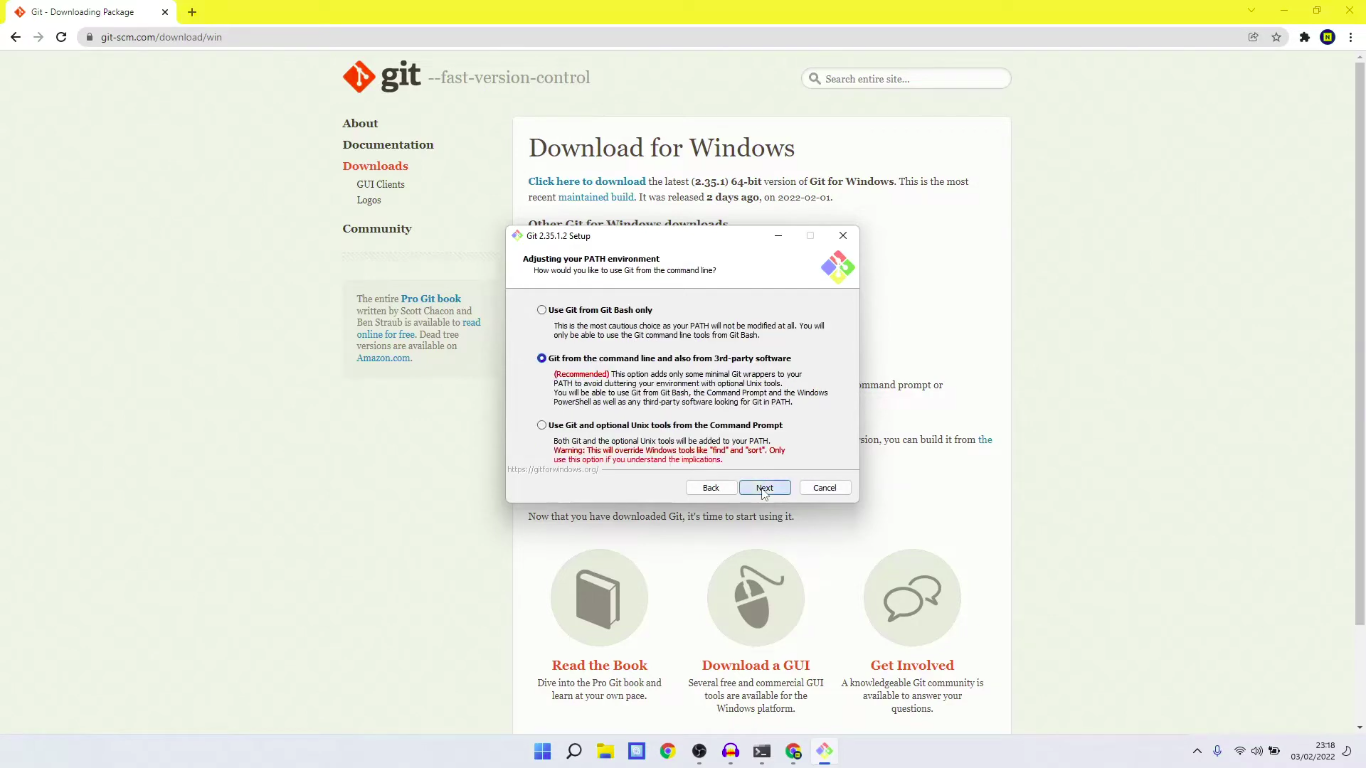 Git - Downloading Package
git-scm.com/download/win
git --fast-version-control
Search entire site...
About
Documentation
Downloads
GUI Clients
Logos
Community
The entire Pro Git book
written by Scott Chacon and
Ben Straub is available to read
online for free. Dead tree
versions are available on
Amazon.com.
Download for Windows
Click here to download the latest (2.35.1) 64-bit version of Git for Windows. This is the most
recent maintained build. It was released 2 days ago, on 2022-02-01.
Other Git for Windows downloads
Git 2.35.1.2 Setup
Adjusting your PATH environment
How would you like to use Git from the command line?
Use Git from Git Bash only
This is the most cautious choice as your PATH will not be modified at all. You will
only be able to use the Git command line tools from Git Bash.
Git from the command line and also from 3rd-party software
(Recommended) This option adds only some minimal Git wrappers to your
PATH to avoid cluttering your environment with optional Unix tools.
You will be able to use Git from Git Bash, the Command Prompt and the Windows
PowerShell as well as any third-party software looking for Git in PATH.
Use Git and optional Unix tools from the Command Prompt
Both Git and the optional Unix tools will be added to your PATH.
Warning: This will override Windows tools like "find" and "sort". Only
use this option if you understand the implications.
https://gitforwindows.org/
Back
Next
Cancel
ommand prompt or
rsion, you can build it from the
Now that you have downloaded Git, it's time to start using it.
Read the Book
Dive into the Pro Git book and
learn at your own pace.
Download a GUI
Several free and commercial GUI
tools are available for the
Windows platform.
Get Involved
A knowledgeable Git community is
available to answer your
questions.
23:18
03/02/2022